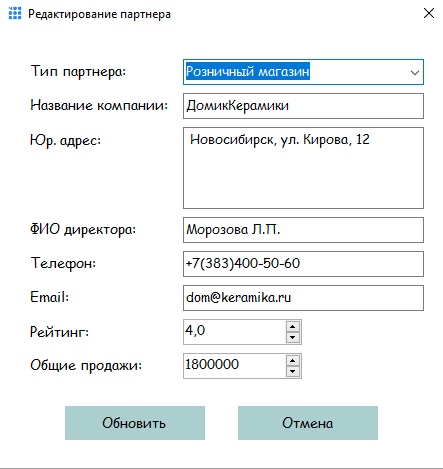 Редактирование партнера
Тип партнера: Розничный магазин
Название компании: ДомикКерамики
Юр. адрес: Новосибирск, ул. Кирова, 12
ФИО директора: Морозова Л.П.
Телефон: +7(383)400-50-60
Email: dom@keramika.ru
Рейтинг: 4,0
Общие продажи: 1800000
Обновить Отмена